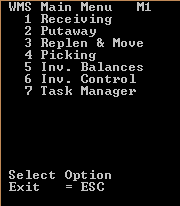 WMS Main Menu M1
1 Receiving
2 Putaway
3 Replen & Move
4 Picking
5 Inv. Balances
6 Inv. Control
7 Task Manager
Select Option
Exit = ESC